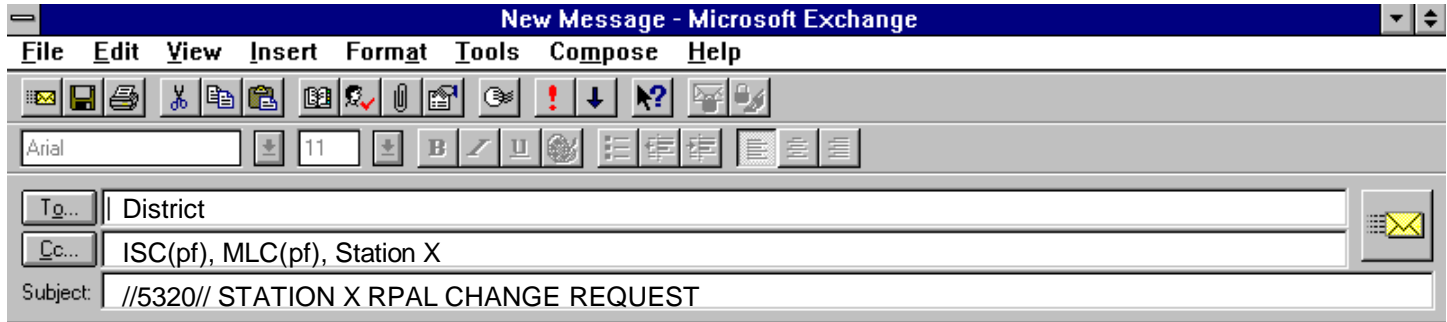 New Message - Microsoft Exchange
File Edit View Insert Format Tools Compose Help
Arial 11 B I U
To... District
Cc... ISC(pf), MLC(pf), Station X
Subject: //5320// STATION X RPAL CHANGE REQUEST